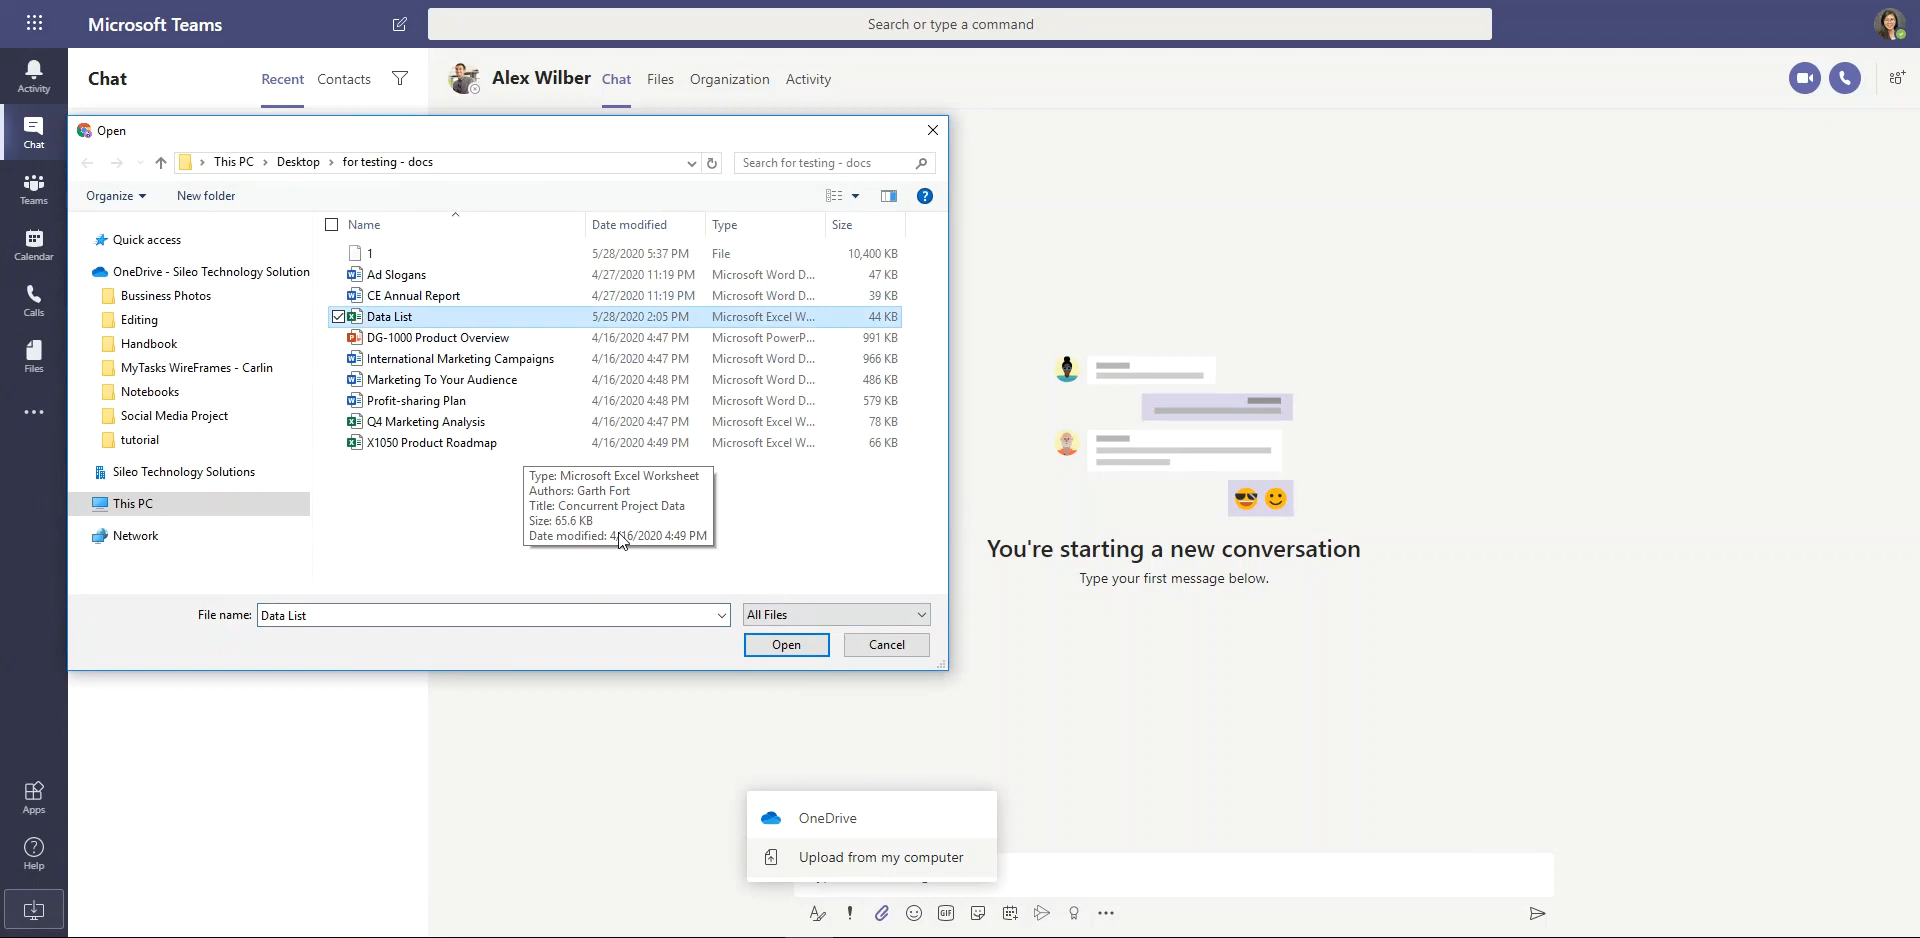 Microsoft Teams
Search or type a command
Activity
Chat
Teams
Calendar
Calls
Files
Apps
Help
Chat
Recent
Contacts
Alex Wilber
Chat
Files
Organization
Activity
Open
This PC
Desktop
for testing - docs
Search for testing - docs
Organize
New folder
Quick access
OneDrive - Sileo Technology Solution
Bussiness Photos
Editing
Handbook
MyTasks WireFrames - Carlin
Notebooks
Social Media Project
tutorial
Sileo Technology Solutions
This PC
Network
Name Date modified Type Size
1 5/28/2020 5:37 PM File 10,400 KB
Ad Slogans 4/27/2020 11:19 PM Microsoft Word D... 47 KB
CE Annual Report 4/27/2020 11:19 PM Microsoft Word D... 39 KB
Data List 5/28/2020 2:05 PM Microsoft Excel W... 44 KB
DG-1000 Product Overview 4/16/2020 4:47 PM Microsoft PowerP... 991 KB
International Marketing Campaigns 4/16/2020 4:47 PM Microsoft Word D... 966 KB
Marketing To Your Audience 4/16/2020 4:48 PM Microsoft Word D... 486 KB
Profit-sharing Plan 4/16/2020 4:48 PM Microsoft Word D... 579 KB
Q4 Marketing Analysis 4/16/2020 4:47 PM Microsoft Excel W... 78 KB
X1050 Product Roadmap 4/16/2020 4:49 PM Microsoft Excel W... 66 KB
Type: Microsoft Excel Worksheet
Authors: Garth Fort
Title: Concurrent Project Data
Size: 65.6 KB
Date modified: 4/16/2020 4:49 PM
File name: Data List
All Files
Open
Cancel
You're starting a new conversation
Type your first message below.
OneDrive
Upload from my computer
GIF